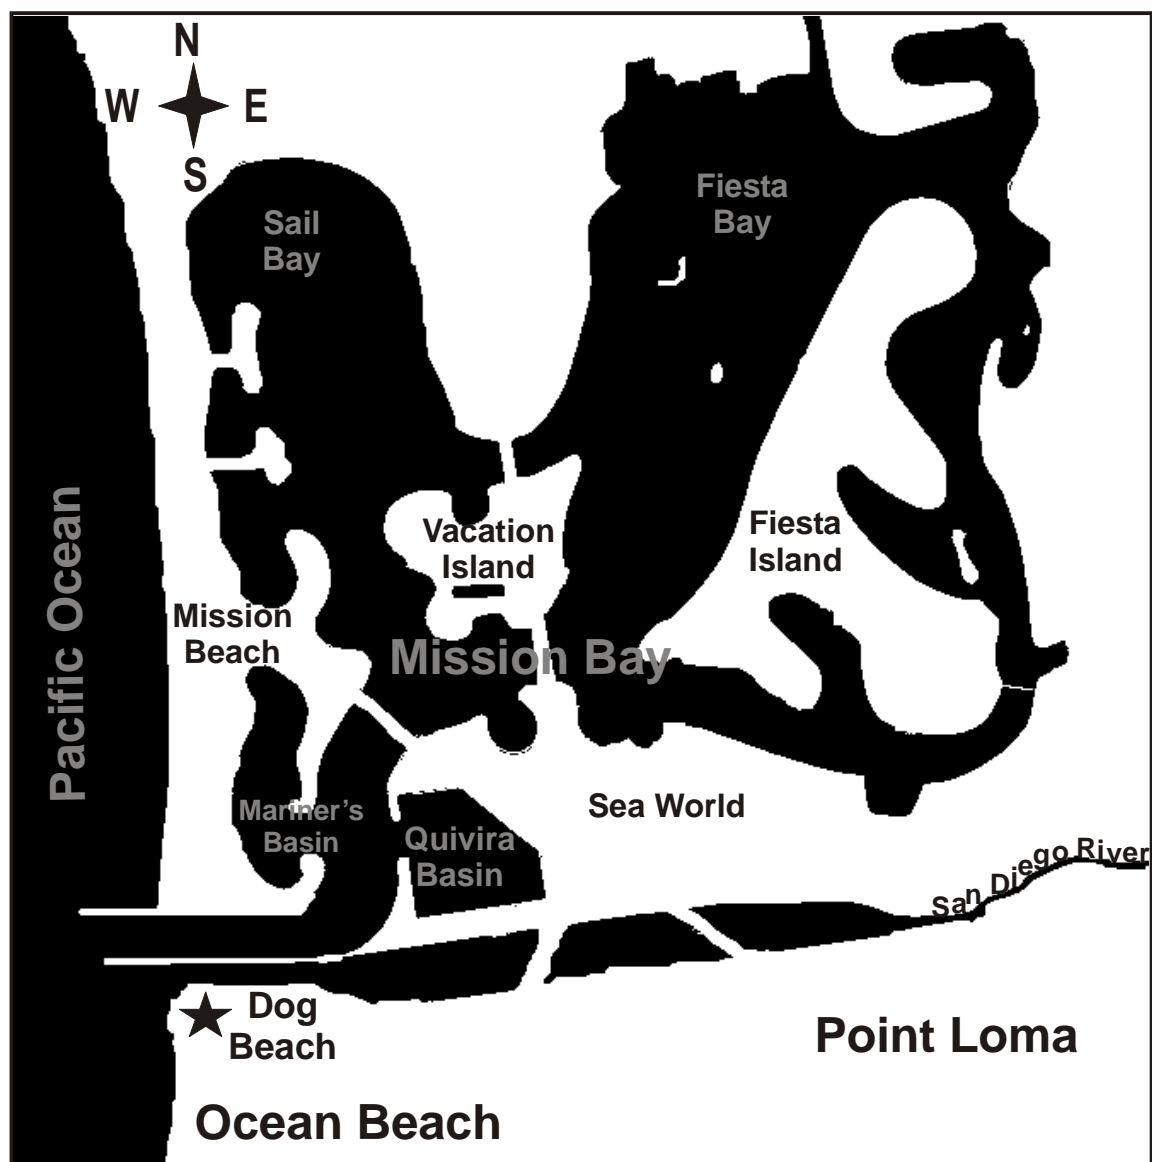 N
W
E
S
Sail
Bay
Fiesta
Bay
Pacific Ocean
Vacation
Island
Fiesta
Island
Mission
Beach
Mission Bay
Mariner's
Basin
Quivira
Basin
Sea World
San Diego River
Dog
Beach
Point Loma
Ocean Beach